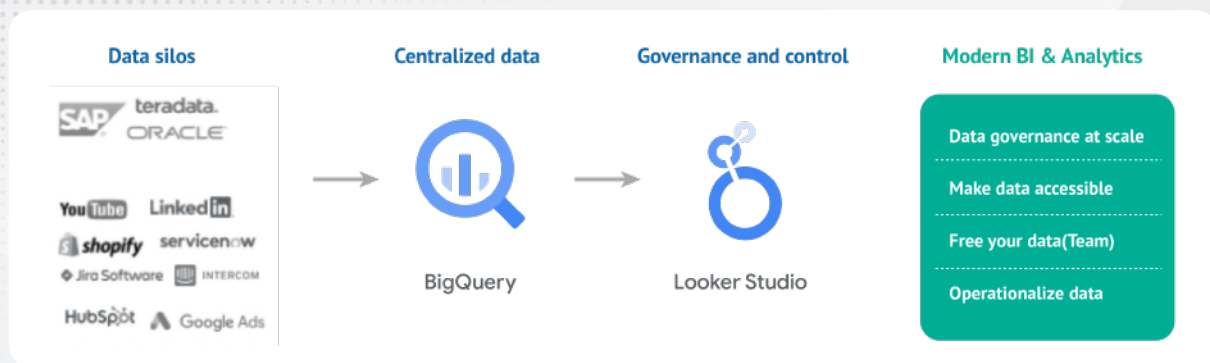 Data silos
Centralized data
Governance and control
Modern BI & Analytics
SAP
teradata.
ORACLE
YouTube
Linked in
shopify
servicenow
Jira Software
INTERCOM
HubSpot
Google Ads
BigQuery
Looker Studio
Data governance at scale
Make data accessible
Free your data(Team)
Operationalize data